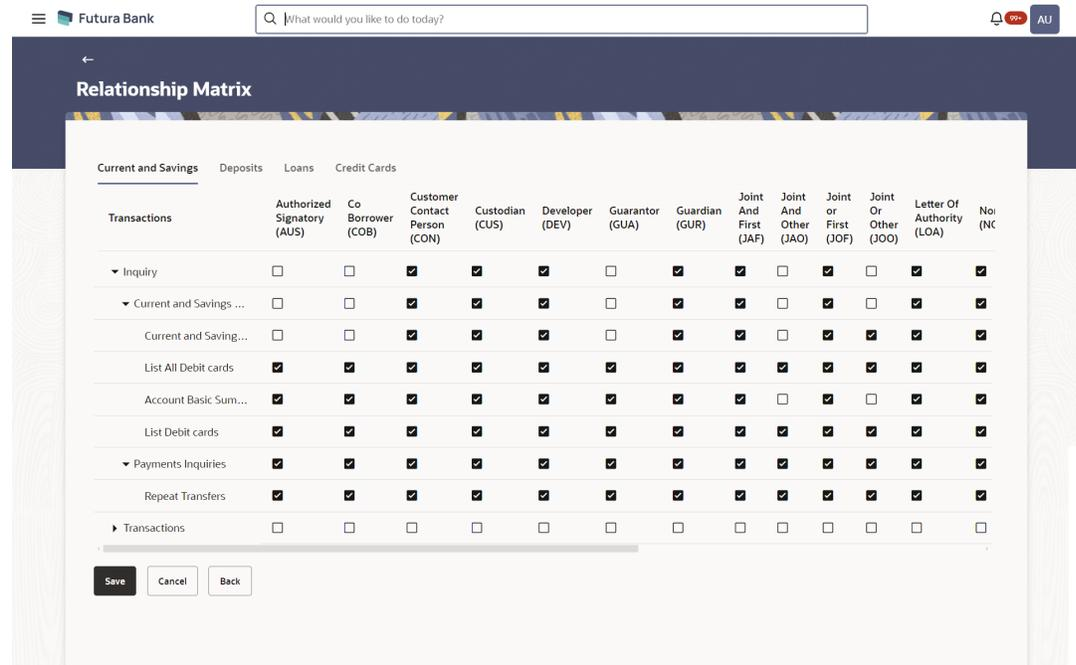 Futura Bank
What would you like to do today?
99+
AU
Relationship Matrix
Current and Savings Deposits Loans Credit Cards
Transactions
Authorized Signatory (AUS)
Co Borrower (COB)
Customer Contact Person (CON)
Custodian (CUS)
Developer (DEV)
Guarantor (GUA)
Guardian (GUR)
Joint And First (JAF)
Joint And Other (JAO)
Joint or First (JOF)
Joint Or Other (JOO)
Letter Of Authority (LOA)
Inquiry
Current and Savings ...
Current and Saving...
List All Debit cards
Account Basic Sum...
List Debit cards
Payments Inquiries
Repeat Transfers
Transactions
Save Cancel Back